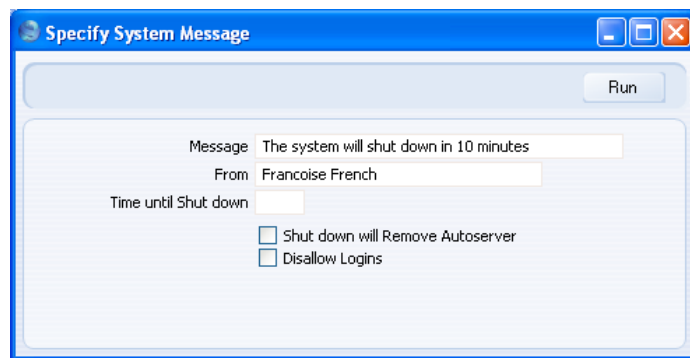 Specify System Message
Run
Message The system will shut down in 10 minutes
From Francoise French
Time until Shut down
Shut down will Remove Autoserver
Disallow Logins